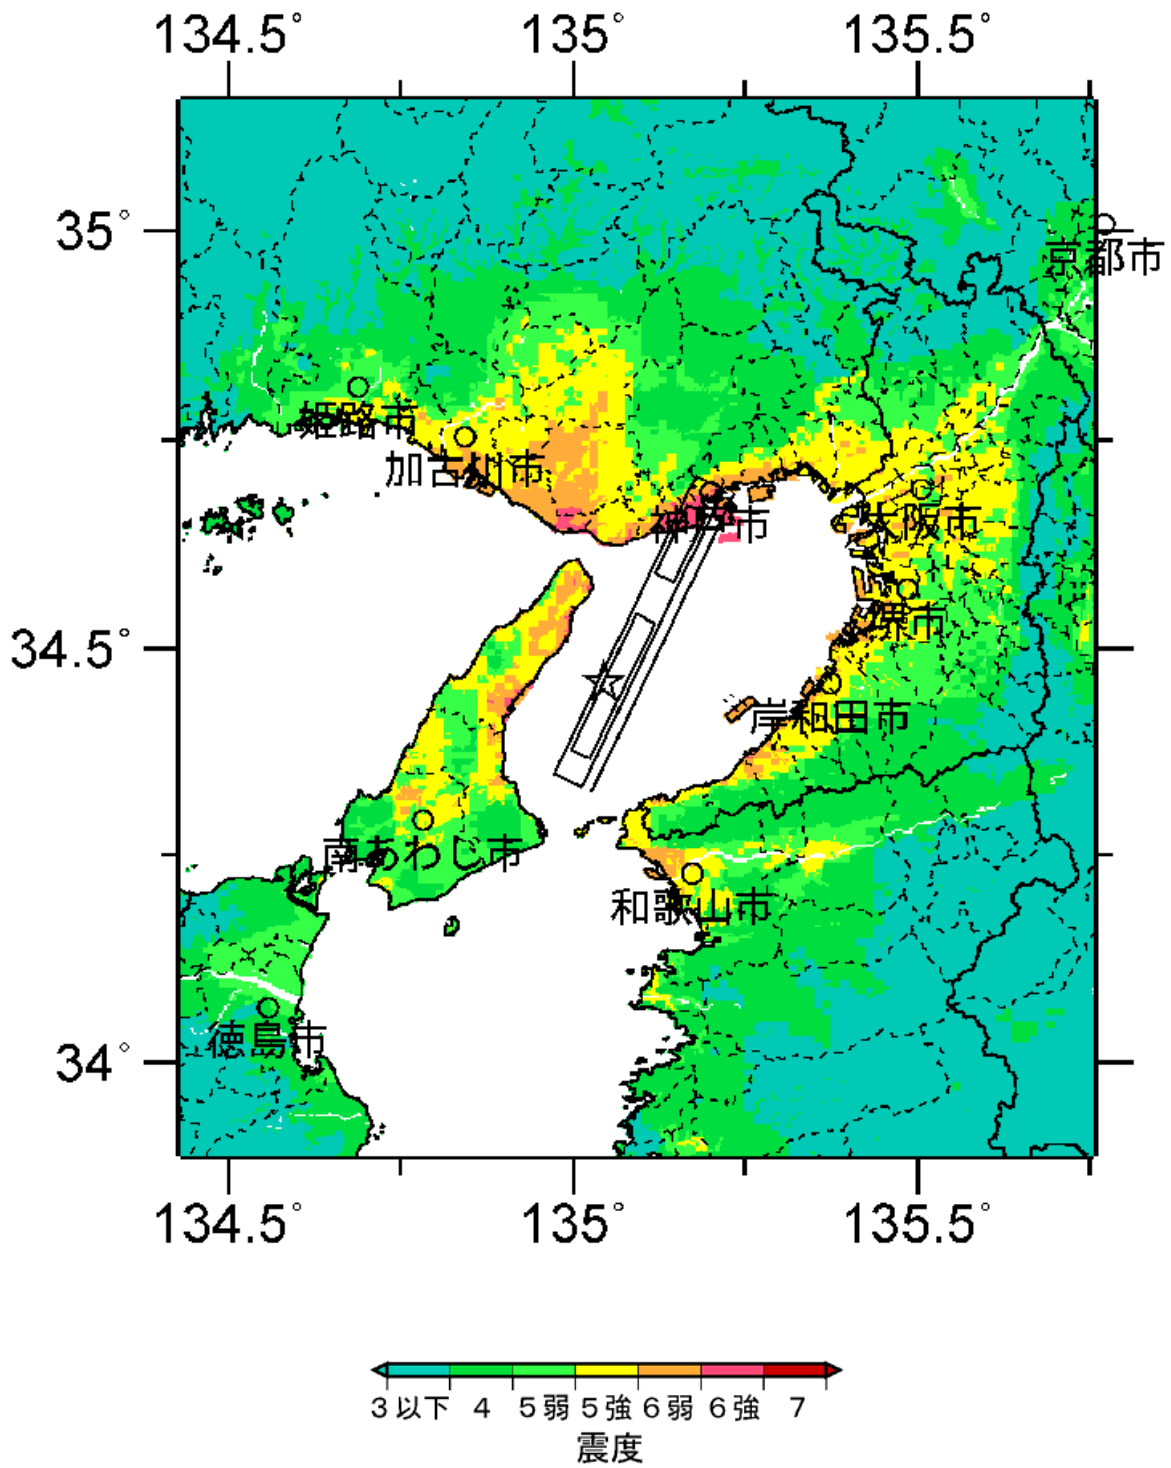 134.5° 135° 135.5°
35°
京都市
姫路市
加古川市
神戸市
大阪市
堺市
34.5°
岸和田市
南あわじ市
和歌山市
徳島市
34°
134.5° 135° 135.5°
3以下 4 5弱 5強 6弱 6強 7
震度